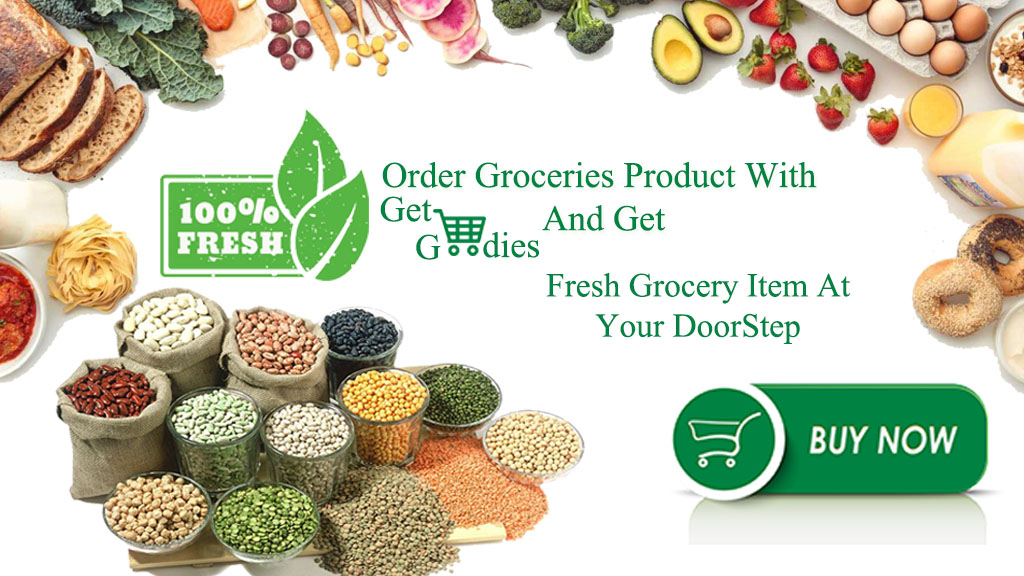 100%
FRESH
Order Groceries Product With
Get
Goodies
And Get
Fresh Grocery Item At
Your DoorStep
BUY NOW